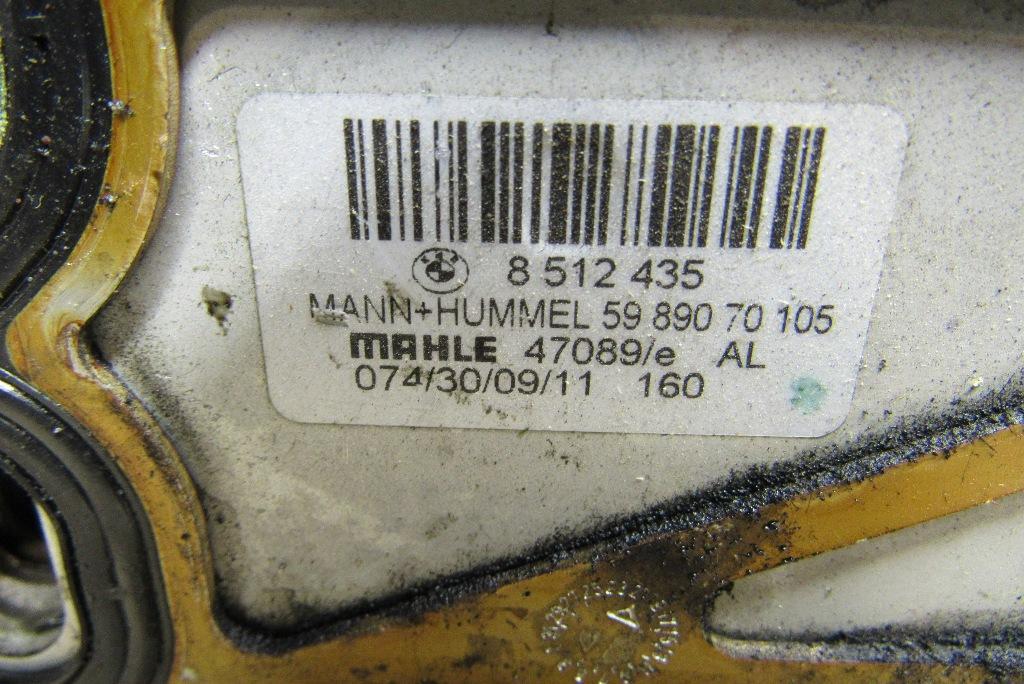 8 512 435
MANN+HUMMEL 59 890 70 105
MAHLE 47089/e AL
074/30/09/11 160
A